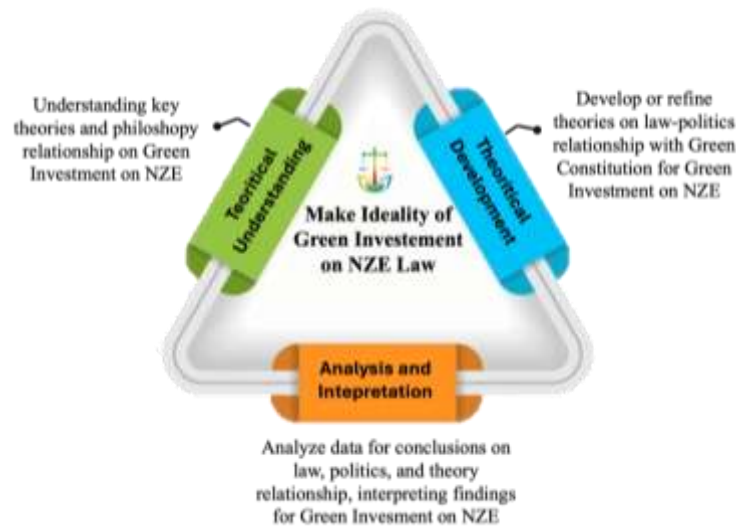 Understanding key
theories and philoshopy
relationship on Green
Investment on NZE
Teoritical
Understanding
Theoritical
Development
Develop or refine
theories on law-politics
relationship with Green
Constitution for Green
Investment on NZE
Make Ideality of
Green Investement
on NZE Law
Analysis and
Intepretation
Analyze data for conclusions on
law, politics, and theory
relationship, interpreting findings
for Green Invesment on NZE